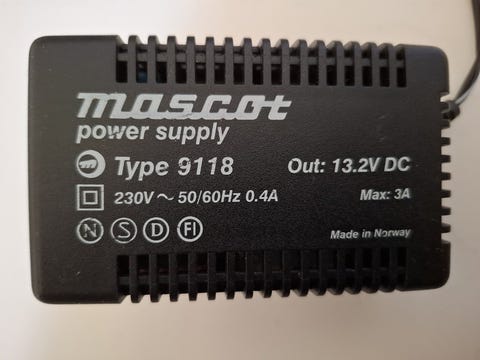 mascot
power supply
Type 9118 Out: 13.2V DC
230V ~ 50/60Hz 0.4A Max: 3A
N S D FI Made in Norway